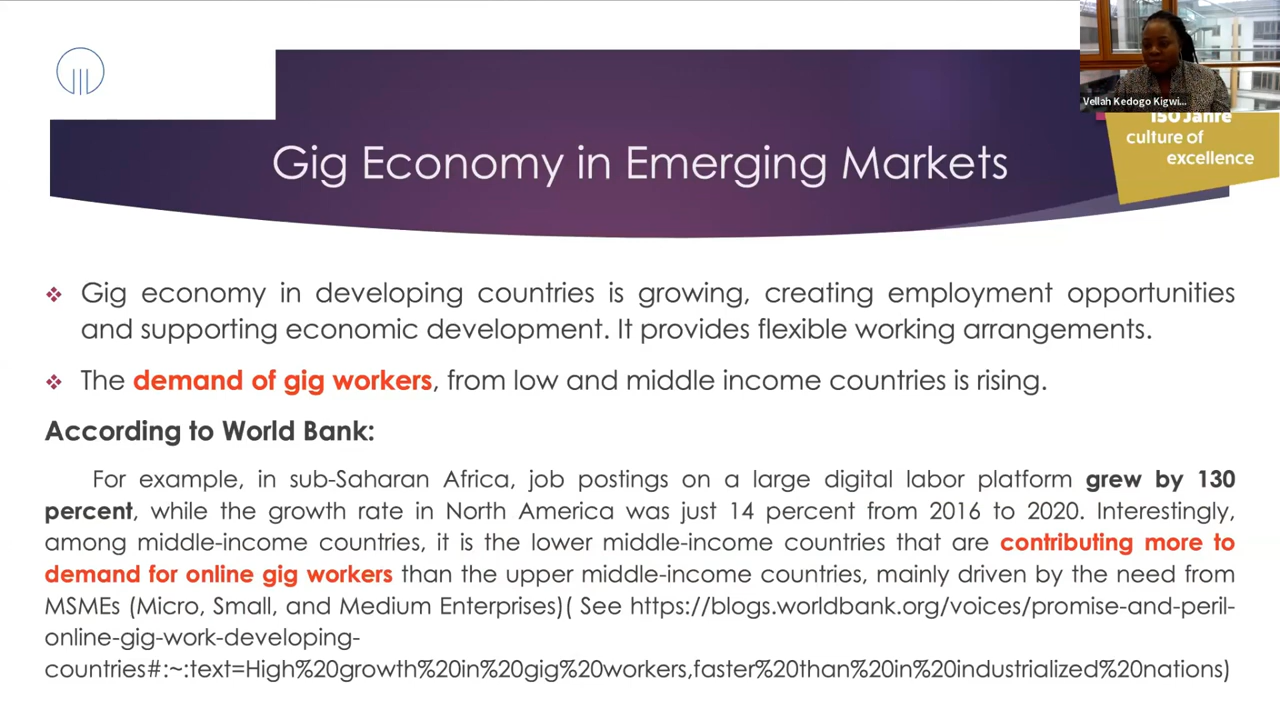 Vellah Kedogo Kigwi...
150 Jahre
culture of
excellence
Gig Economy in Emerging Markets
❖ Gig economy in developing countries is growing, creating employment opportunities
and supporting economic development. It provides flexible working arrangements.
❖ The demand of gig workers, from low and middle income countries is rising.
According to World Bank:
For example, in sub-Saharan Africa, job postings on a large digital labor platform grew by 130
percent, while the growth rate in North America was just 14 percent from 2016 to 2020. Interestingly,
among middle-income countries, it is the lower middle-income countries that are contributing more to
demand for online gig workers than the upper middle-income countries, mainly driven by the need from
MSMEs (Micro, Small, and Medium Enterprises)( See https://blogs.worldbank.org/voices/promise-and-peril-
online-gig-work-developing-
countries#:~:text=High%20growth%20in%20gig%20workers,faster%20than%20in%20industrialized%20nations)